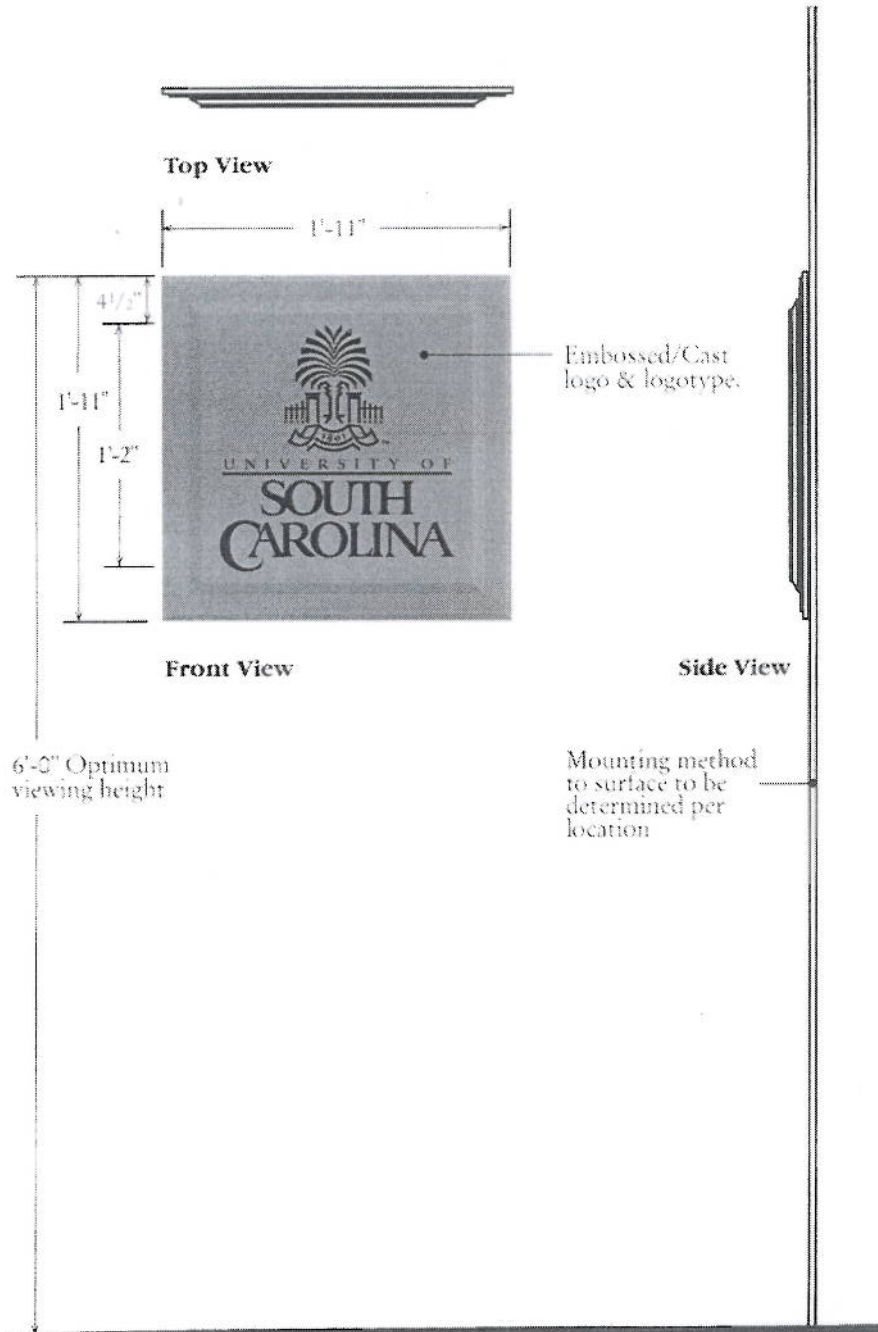 Top View
1'-11"
4 1/2"
1'-11"
1'-2"
Embossed/Cast
logo & logotype.
1801
™
UNIVERSITY OF
SOUTH
CAROLINA
Front View
Side View
6'-0" Optimum
viewing height
Mounting method
to surface to be
determined per
location